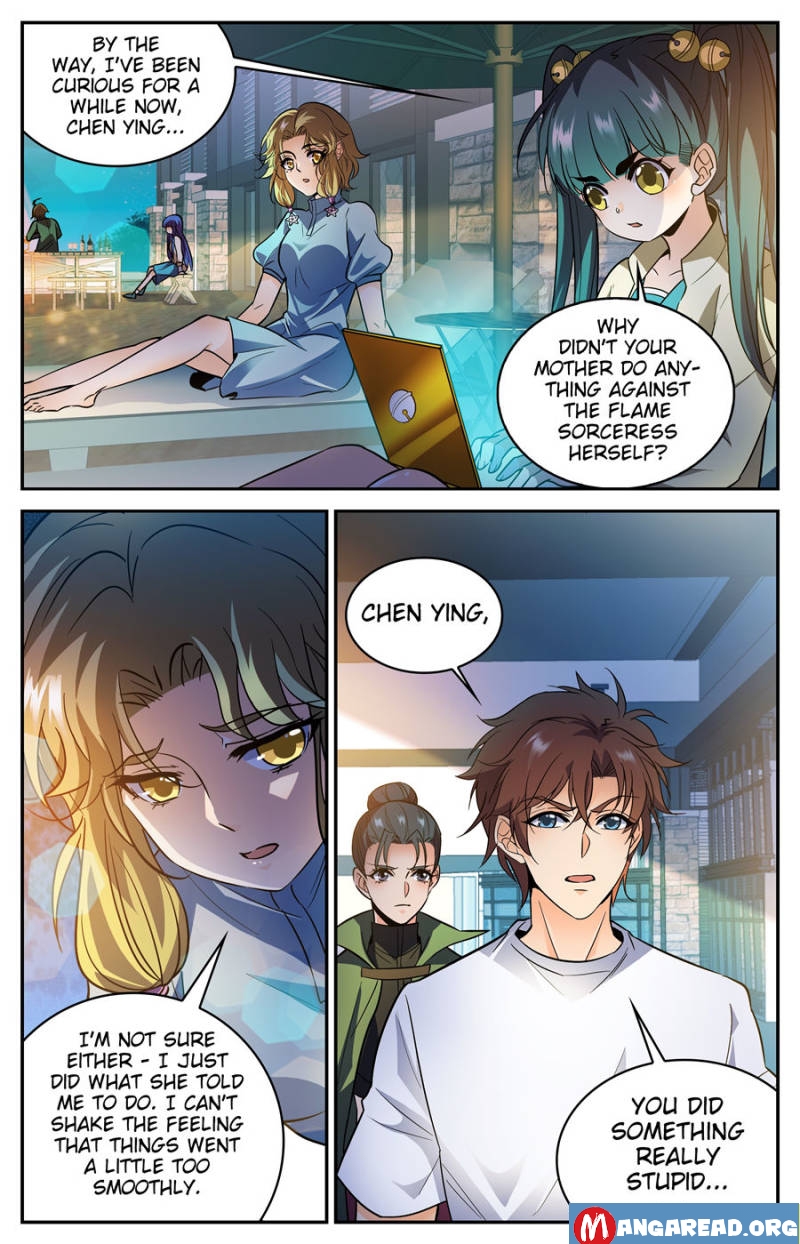 BY THE
WAY, I'VE BEEN
CURIOUS FOR A
WHILE NOW,
CHEN YING...
WHY
DIDN'T YOUR
MOTHER DO ANY-
THING AGAINST
THE FLAME
SORCERESS
HERSELF?
I'M NOT SURE
EITHER - I JUST
DID WHAT SHE TOLD
ME TO DO. I CAN'T
SHAKE THE FEELING
THAT THINGS WENT
A LITTLE TOO
SMOOTHLY.
CHEN YING,
YOU DID
SOMETHING
REALLY
STUPID...
M MANGAREAD.ORG